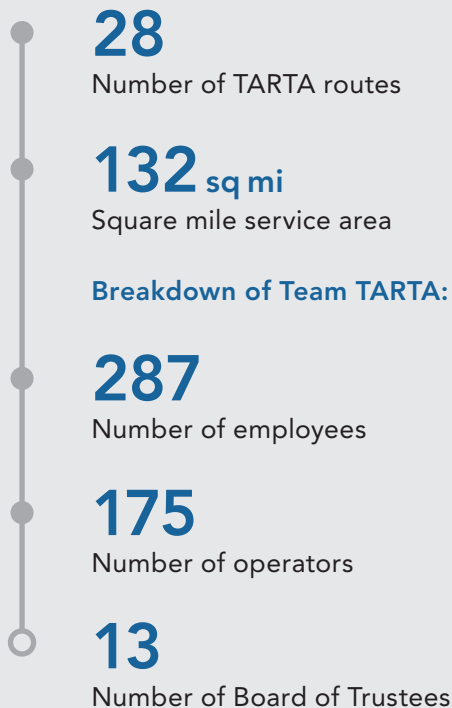 28
Number of TARTA routes
132 sq mi
Square mile service area
Breakdown of Team TARTA:
287
Number of employees
175
Number of operators
13
Number of Board of Trustees